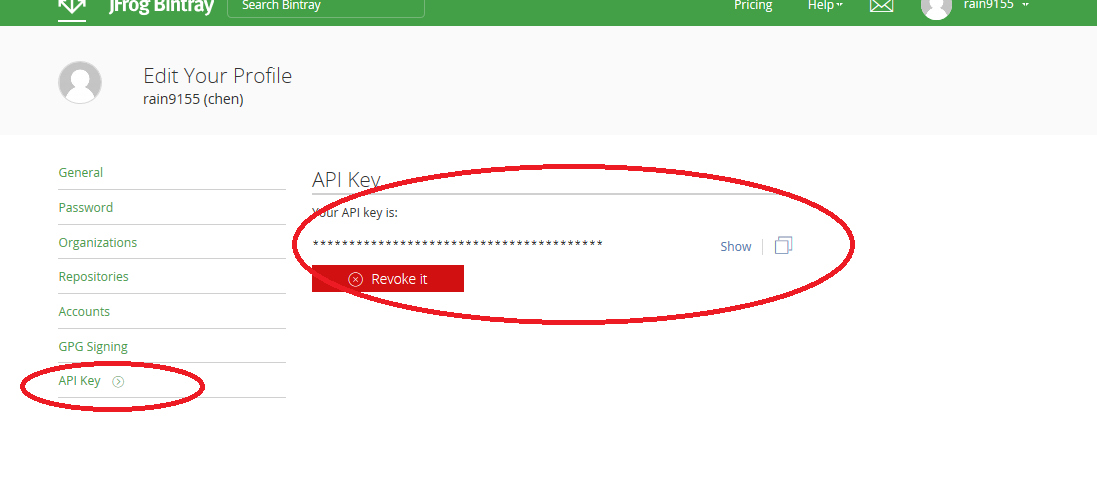 JFrog Bintray
Search Bintray
Pricing
Help
rain9155
Edit Your Profile
rain9155 (chen)
General
Password
Organizations
Repositories
Accounts
GPG Signing
API Key
API Key
Your API key is:
****************************************
Show
Revoke it